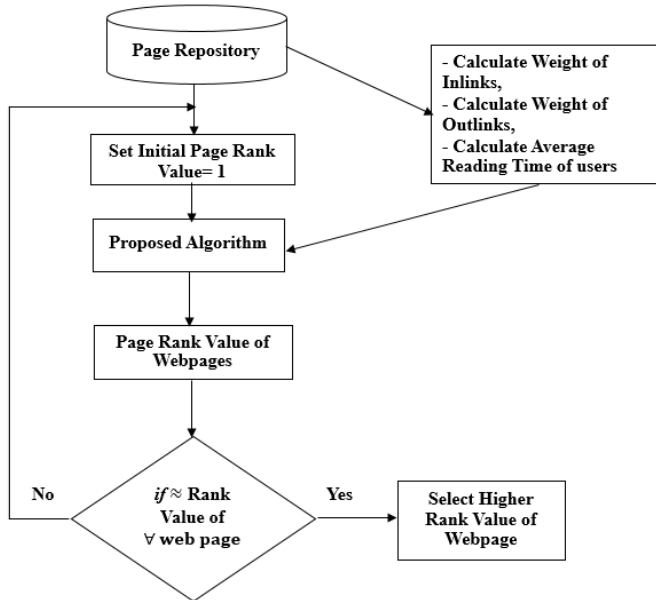 Page Repository
- Calculate Weight of
Inlinks,
- Calculate Weight of
Outlinks,
- Calculate Average
Reading Time of users
Set Initial Page Rank
Value= 1
Proposed Algorithm
Page Rank Value of
Webpages
No
if ≈ Rank
Value of
∀ web page
Yes
Select Higher
Rank Value of
Webpage